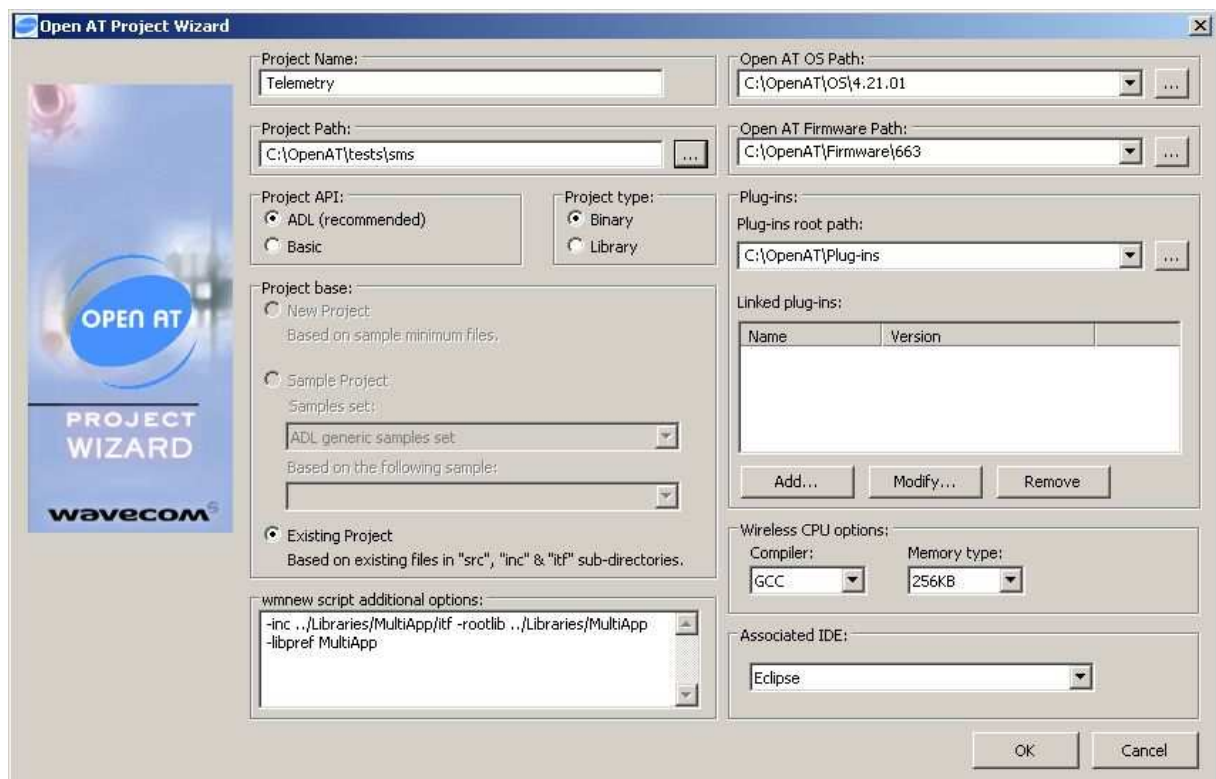 Open AT Project Wizard
OPEN AT
PROJECT
WIZARD
wavecom
Project Name:
Telemetry
Project Path:
C:\OpenAT\tests\sms
...
Project API:
ADL (recommended)
Basic
Project type:
Binary
Library
Project base:
New Project
Based on sample minimum files.
Sample Project
Samples set:
ADL generic samples set
Based on the following sample:
Existing Project
Based on existing files in "src", "inc" & "itf" sub-directories.
wmnew script additional options:
-inc ../Libraries/MultiApp/itf -rootlib ../Libraries/MultiApp
-libpref MultiApp
Open AT OS Path:
C:\OpenAT\OS\4.21.01
...
Open AT Firmware Path:
C:\OpenAT\Firmware\663
...
Plug-ins:
Plug-ins root path:
C:\OpenAT\Plug-ins
...
Linked plug-ins:
Name Version
Add... Modify... Remove
Wireless CPU options:
Compiler: Memory type:
GCC 256KB
Associated IDE:
Eclipse
OK Cancel